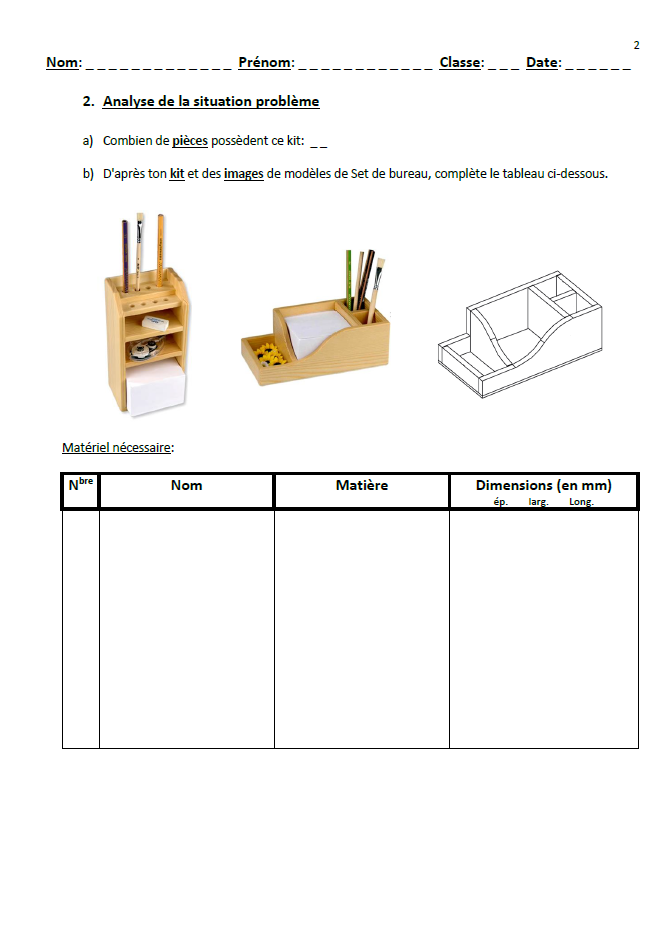 2
Nom: _ _ _ _ _ _ _ _ _ _ _ _ _ Prénom: _ _ _ _ _ _ _ _ _ _ _ _ Classe: _ _ _ Date: _ _ _ _ _ _
2. Analyse de la situation problème
a) Combien de pièces possèdent ce kit: _ _
b) D'après ton kit et des images de modèles de Set de bureau, complète le tableau ci-dessous.
Matériel nécessaire:
Nbre Nom Matière Dimensions (en mm)
ép. larg. Long.